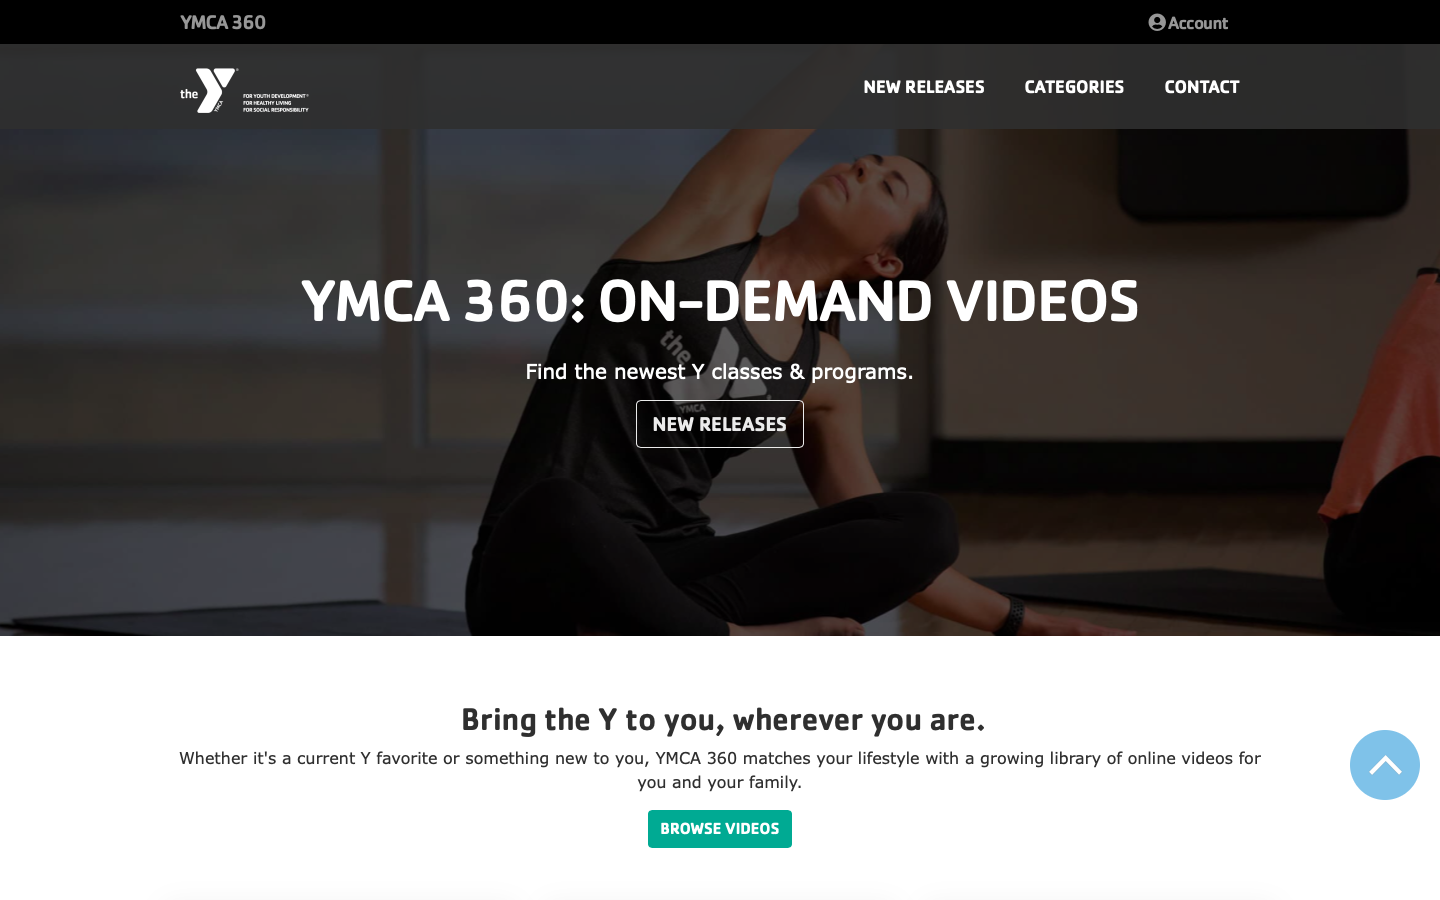 YMCA 360
Account
the
YMCA
FOR YOUTH DEVELOPMENT®
FOR HEALTHY LIVING
FOR SOCIAL RESPONSIBILITY
NEW RELEASES
CATEGORIES
CONTACT
YMCA 360: ON-DEMAND VIDEOS
the
YMCA
Find the newest Y classes & programs.
NEW RELEASES
Bring the Y to you, wherever you are.
Whether it's a current Y favorite or something new to you, YMCA 360 matches your lifestyle with a growing library of online videos for
you and your family.
BROWSE VIDEOS